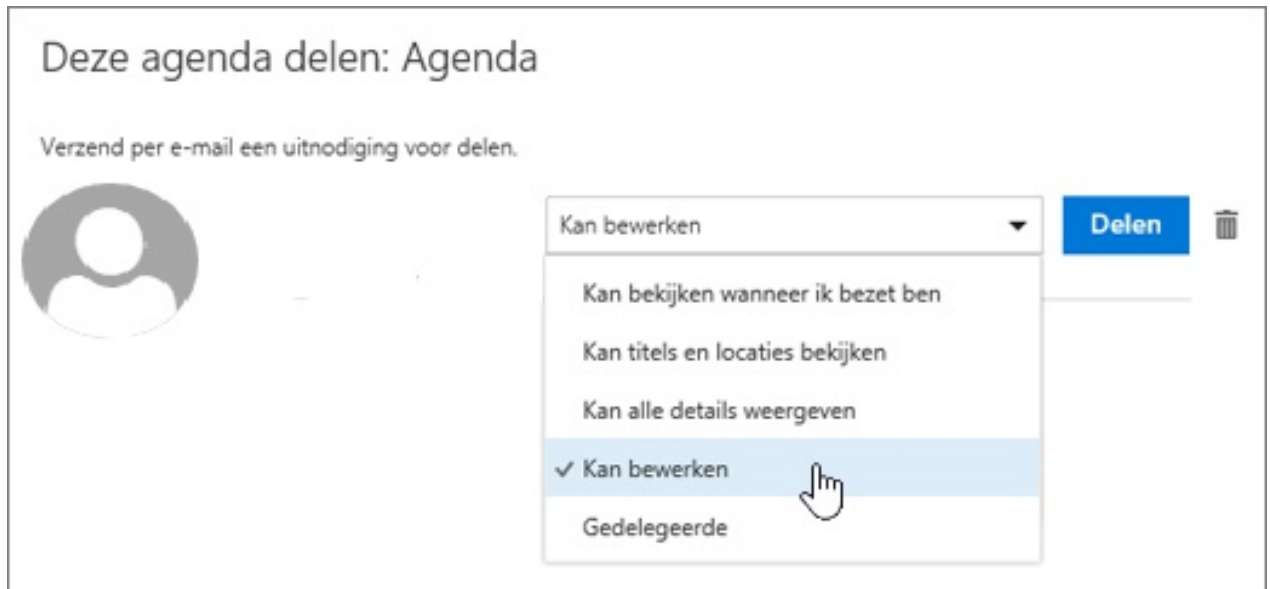 Deze agenda delen: Agenda
Verzend per e-mail een uitnodiging voor delen.
Kan bewerken
Delen
Kan bekijken wanneer ik bezet ben
Kan titels en locaties bekijken
Kan alle details weergeven
Kan bewerken
Gedelegeerde